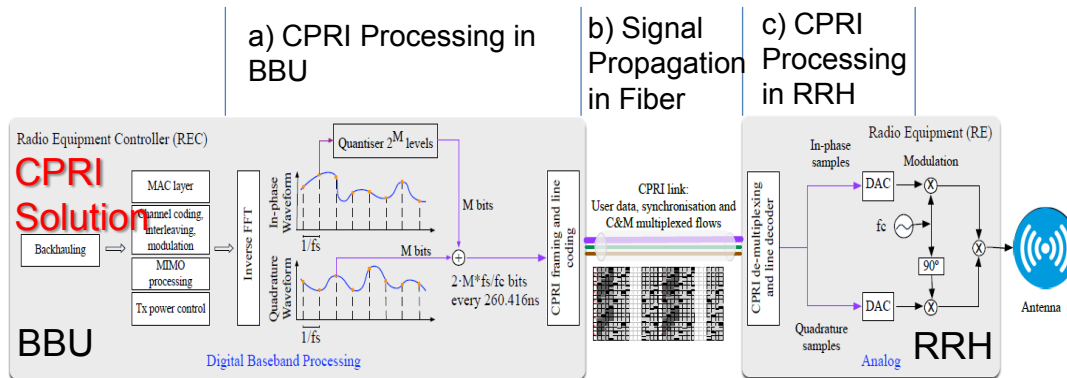 a) CPRI Processing in
BBU
b) Signal
Propagation
in Fiber
c) CPRI
Processing
in RRH
Radio Equipment Controller (REC)
CPRI
Solution
Backhauling
MAC layer
Channel coding,
interleaving,
modulation
MIMO
processing
Tx power control
Inverse FFT
In-phase
Waveform
1/fs
Quadrature
Waveform
1/fs
Quantiser 2^M levels
M bits
M bits
2·M*fs/fc bits
every 260.416ns
CPRI framing and line
coding
BBU
Digital Baseband Processing
CPRI link:
User data, synchronisation and
C&M multiplexed flows
Radio Equipment (RE)
CPRI de-multiplexing
and line decoder
In-phase
samples
DAC
Modulation
X
fc
90°
X
X
DAC
Quadrature
samples
Analog
RRH
Antenna